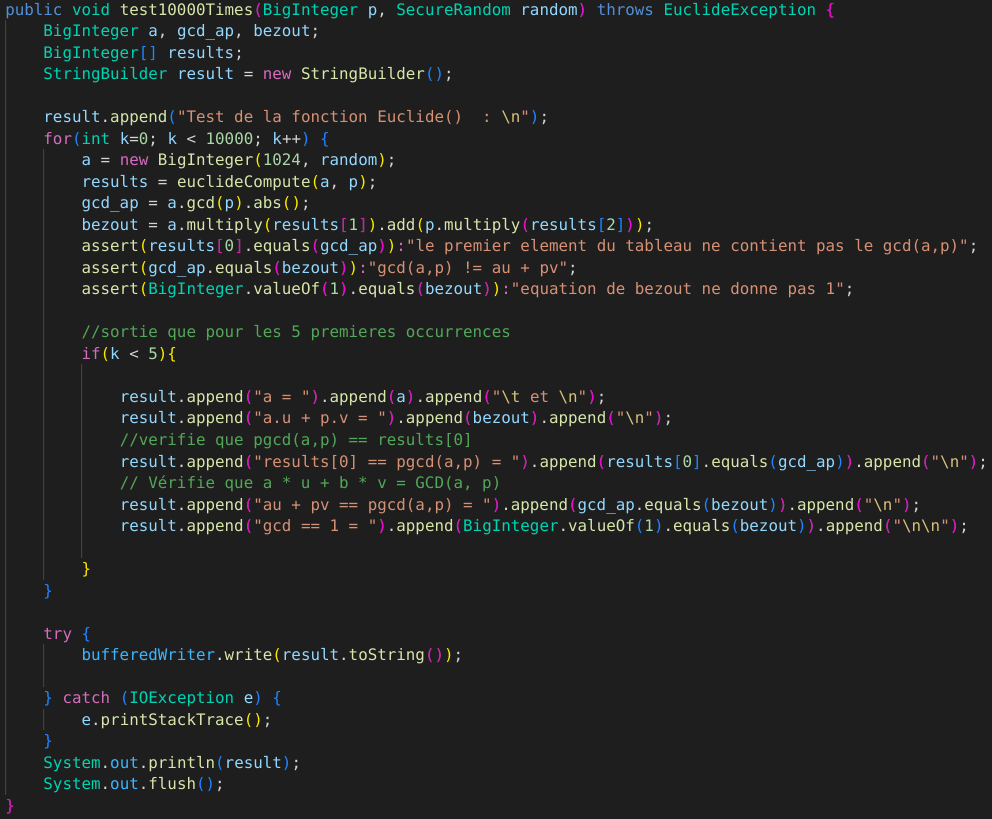 public void test10000Times(BigInteger p, SecureRandom random) throws EuclideException {
    BigInteger a, gcd_ap, bezout;
    BigInteger[] results;
    StringBuilder result = new StringBuilder();

    result.append("Test de la fonction Euclide()  : \n");
    for(int k=0; k < 10000; k++) {
        a = new BigInteger(1024, random);
        results = euclideCompute(a, p);
        gcd_ap = a.gcd(p).abs();
        bezout = a.multiply(results[1]).add(p.multiply(results[2]));
        assert(results[0].equals(gcd_ap)):"le premier element du tableau ne contient pas le gcd(a,p)";
        assert(gcd_ap.equals(bezout)):"gcd(a,p) != au + pv";
        assert(BigInteger.valueOf(1).equals(bezout)):"equation de bezout ne donne pas 1";

        //sortie que pour les 5 premieres occurrences
        if(k < 5){

            result.append("a = ").append(a).append("\t et \n");
            result.append("a.u + p.v = ").append(bezout).append("\n");
            //verifie que pgcd(a,p) == results[0]
            result.append("results[0] == pgcd(a,p) = ").append(results[0].equals(gcd_ap)).append("\n");
            // Vérifie que a * u + b * v = GCD(a, p)
            result.append("au + pv == pgcd(a,p) = ").append(gcd_ap.equals(bezout)).append("\n");
            result.append("gcd == 1 = ").append(BigInteger.valueOf(1).equals(bezout)).append("\n\n");

        }
    }

    try {
        bufferedWriter.write(result.toString());

    } catch (IOException e) {
        e.printStackTrace();
    }
    System.out.println(result);
    System.out.flush();
}